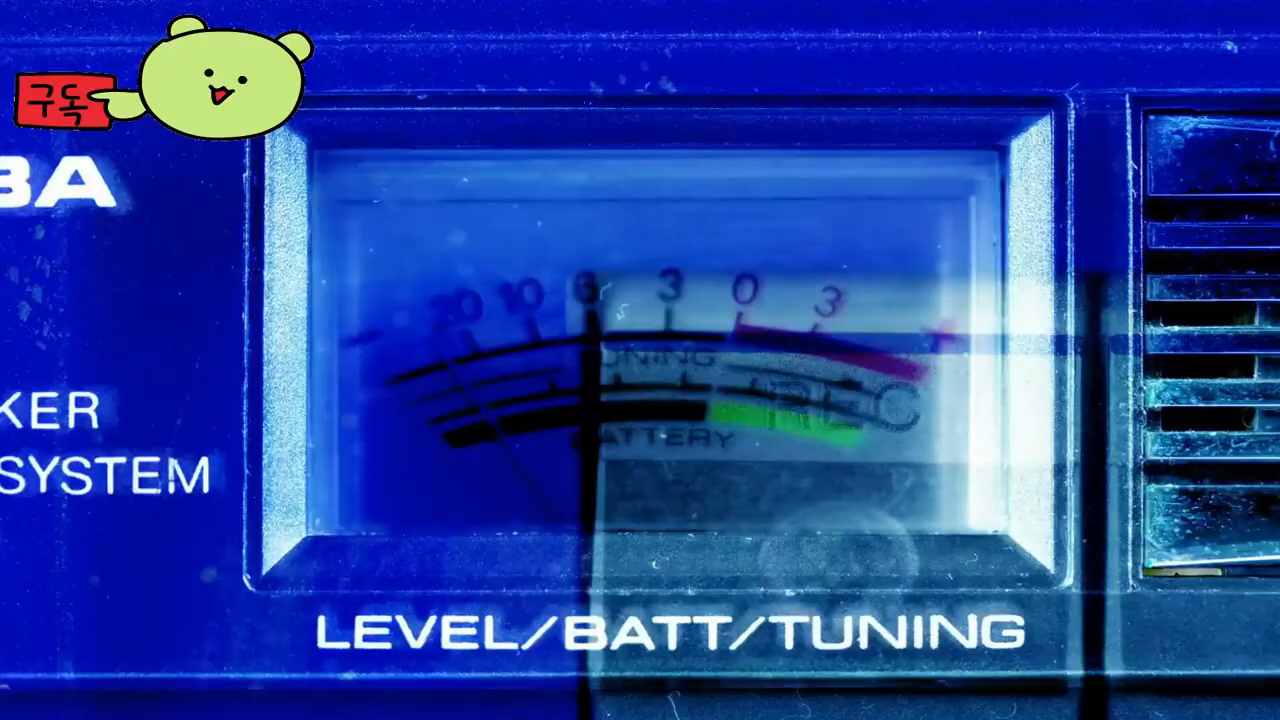 구독
BA
20 10 6 3 0 3 +
TUNING
REC
BATTERY
KER
SYSTEM
LEVEL/BATT/TUNING